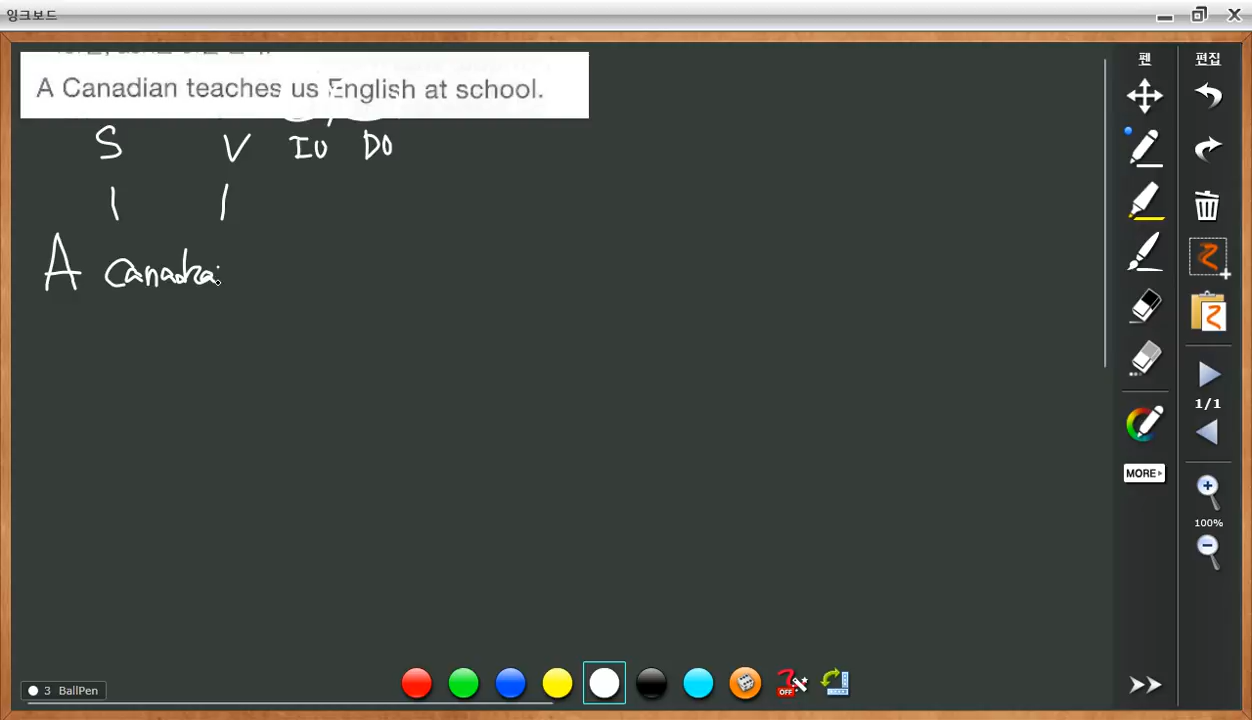 잉크보드
A Canadian teaches us English at school.
S V IO DO
A Canadia
펜
편집
1/1
MORE
100%
3 BallPen
OFF